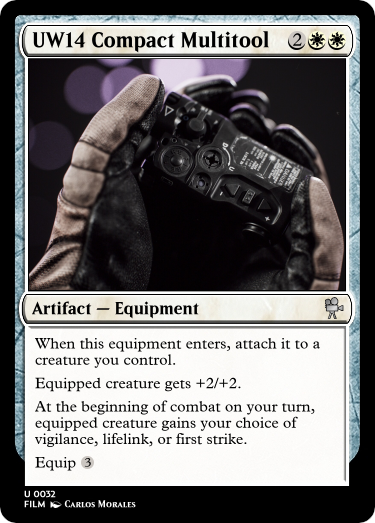 UW14 Compact Multitool 2
Artifact — Equipment
When this equipment enters, attach it to a
creature you control.
Equipped creature gets +2/+2.
At the beginning of combat on your turn,
equipped creature gains your choice of
vigilance, lifelink, or first strike.
Equip 3
U 0032
FILM Carlos Morales